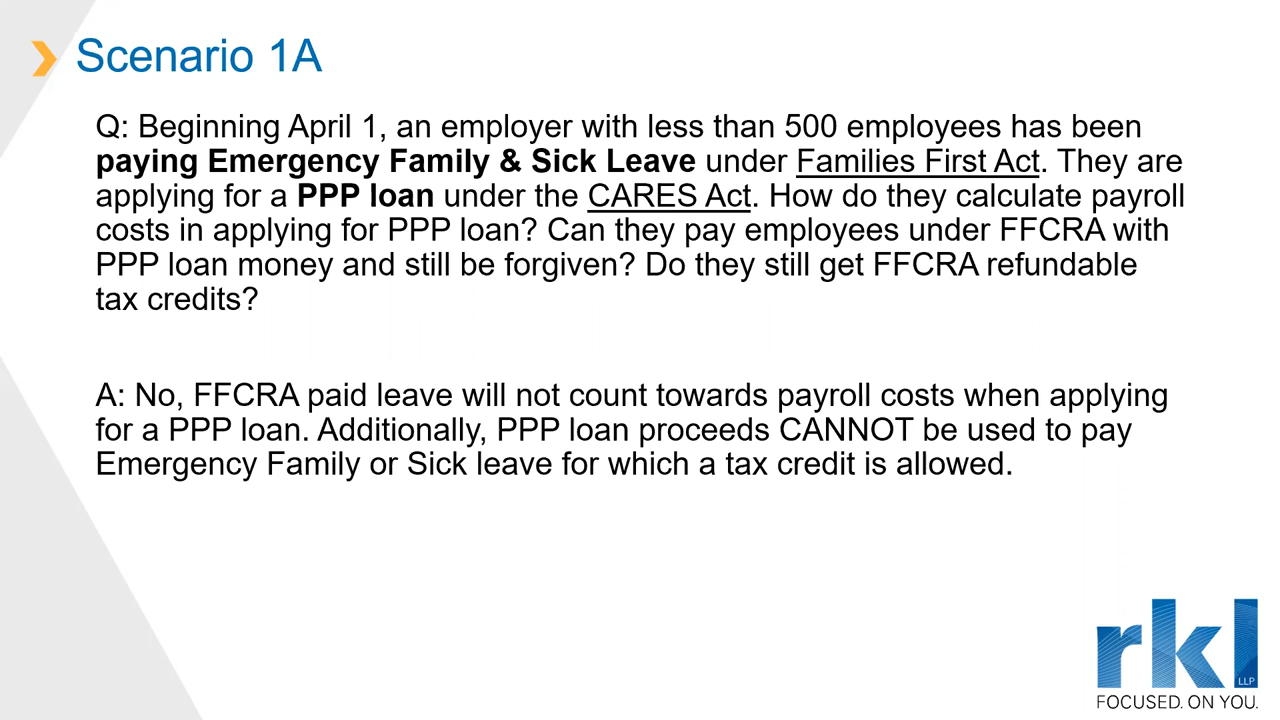 Scenario 1A
Q: Beginning April 1, an employer with less than 500 employees has been
paying Emergency Family & Sick Leave under Families First Act. They are
applying for a PPP loan under the CARES Act. How do they calculate payroll
costs in applying for PPP loan? Can they pay employees under FFCRA with
PPP loan money and still be forgiven? Do they still get FFCRA refundable
tax credits?
A: No, FFCRA paid leave will not count towards payroll costs when applying
for a PPP loan. Additionally, PPP loan proceeds CANNOT be used to pay
Emergency Family or Sick leave for which a tax credit is allowed.
rkl
LLP
FOCUSED. ON YOU.